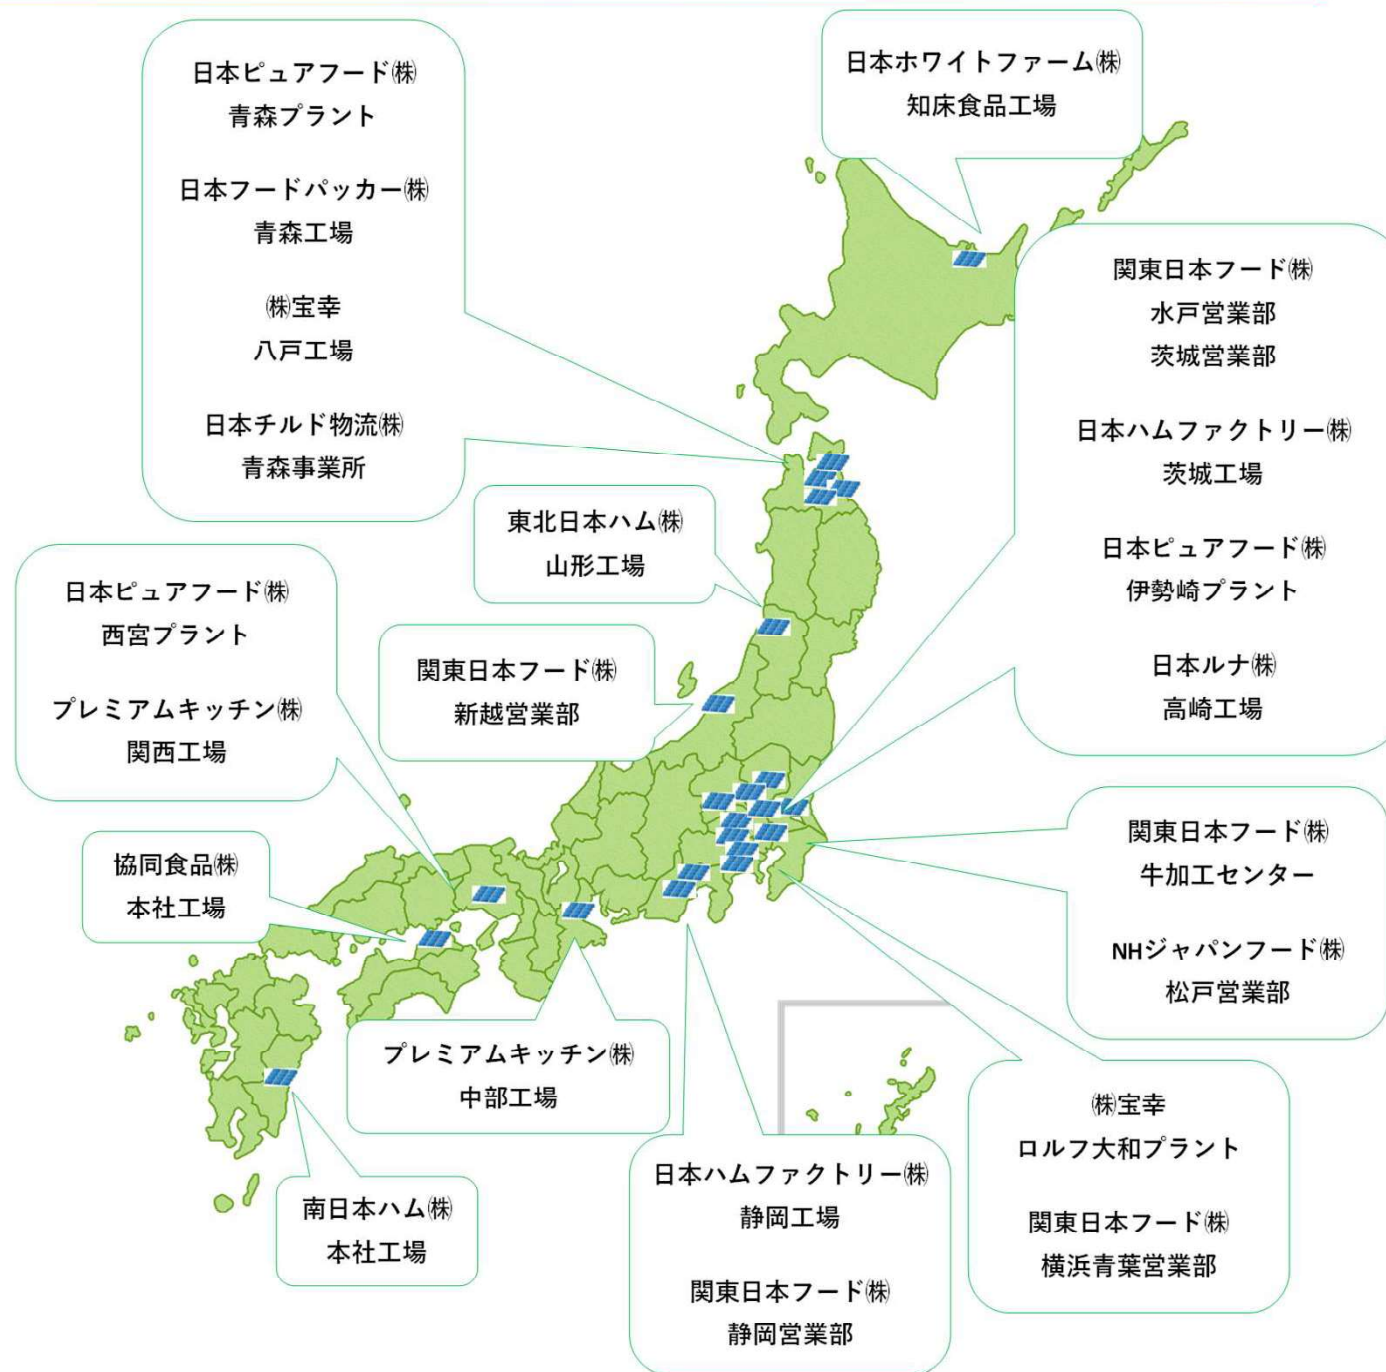 日本ピュアフード㈱
青森プラント
日本フードパッカー㈱
青森工場
㈱宝幸
八戸工場
日本チルド物流㈱
青森事業所
日本ホワイトファーム㈱
知床食品工場
関東日本フード㈱
水戸営業部
茨城営業部
日本ハムファクトリー㈱
茨城工場
日本ピュアフード㈱
伊勢崎プラント
日本ルナ㈱
高崎工場
東北日本ハム㈱
山形工場
日本ピュアフード㈱
西宮プラント
プレミアムキッチン㈱
関西工場
関東日本フード㈱
新越営業部
協同食品㈱
本社工場
関東日本フード㈱
牛加工センター
NHジャパンフード㈱
松戸営業部
プレミアムキッチン㈱
中部工場
㈱宝幸
ロルフ大和プラント
関東日本フード㈱
横浜青葉営業部
日本ハムファクトリー㈱
静岡工場
関東日本フード㈱
静岡営業部
南日本ハム㈱
本社工場